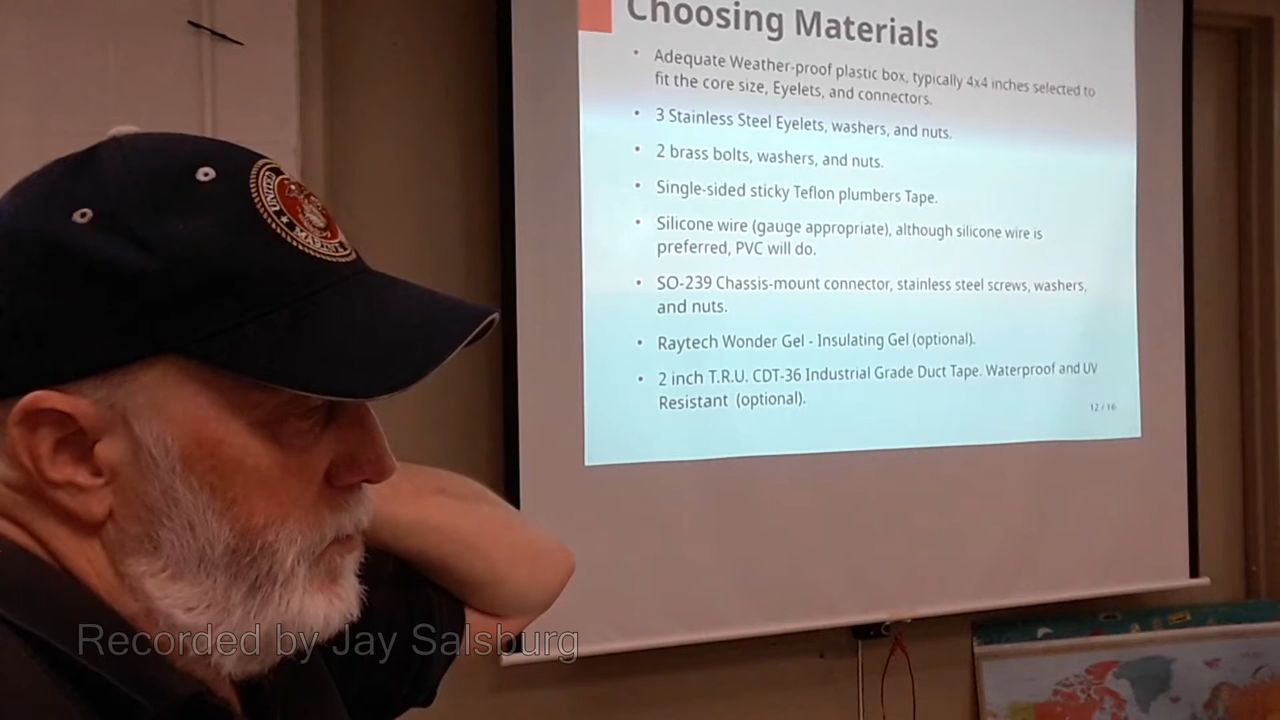 Choosing Materials
• Adequate Weather-proof plastic box, typically 4x4 inches selected to
fit the core size, Eyelets, and connectors.
• 3 Stainless Steel Eyelets, washers, and nuts.
• 2 brass bolts, washers, and nuts.
• Single-sided sticky Teflon plumbers Tape.
• Silicone wire (gauge appropriate), although silicone wire is
preferred, PVC will do.
• SO-239 Chassis-mount connector, stainless steel screws, washers,
and nuts.
• Raytech Wonder Gel - Insulating Gel (optional).
• 2 inch T.R.U. CDT-36 Industrial Grade Duct Tape. Waterproof and UV
Resistant (optional).
12 / 16
UNITED
MARINE
Recorded by Jay Salsburg